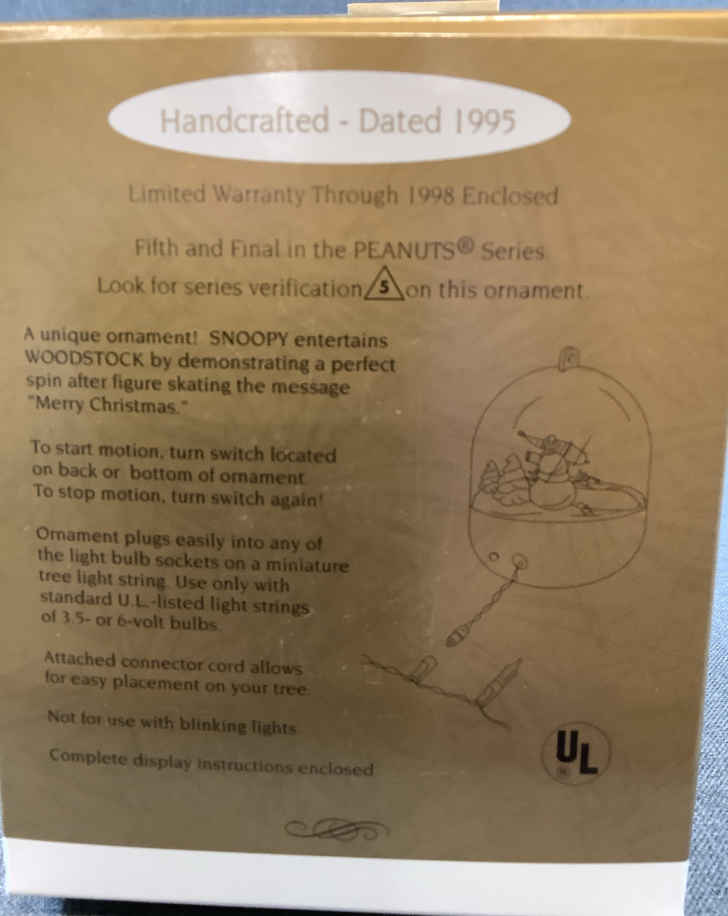 Handcrafted - Dated 1995
Limited Warranty Through 1998 Enclosed
Fifth and Final in the PEANUTS® Series
Look for series verification 5 on this ornament.
A unique ornament! SNOOPY entertains
WOODSTOCK by demonstrating a perfect
spin after figure skating the message
"Merry Christmas."
To start motion, turn switch located
on back or bottom of ornament.
To stop motion, turn switch again!
Ornament plugs easily into any of
the light bulb sockets on a miniature
tree light string. Use only with
standard U.L.-listed light strings
of 3.5- or 6-volt bulbs.
Attached connector cord allows
for easy placement on your tree.
Not for use with blinking lights.
Complete display instructions enclosed.
UL